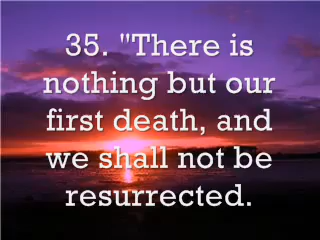 35. "There is
nothing but our
first death, and
we shall not be
resurrected.